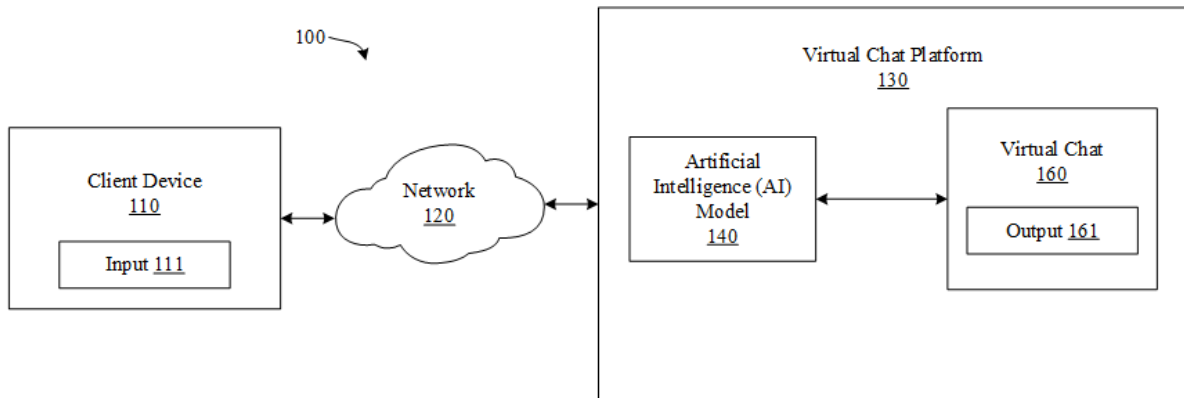 100
Virtual Chat Platform
130
Client Device
110
Input 111
Network
120
Artificial
Intelligence (AI)
Model
140
Virtual Chat
160
Output 161